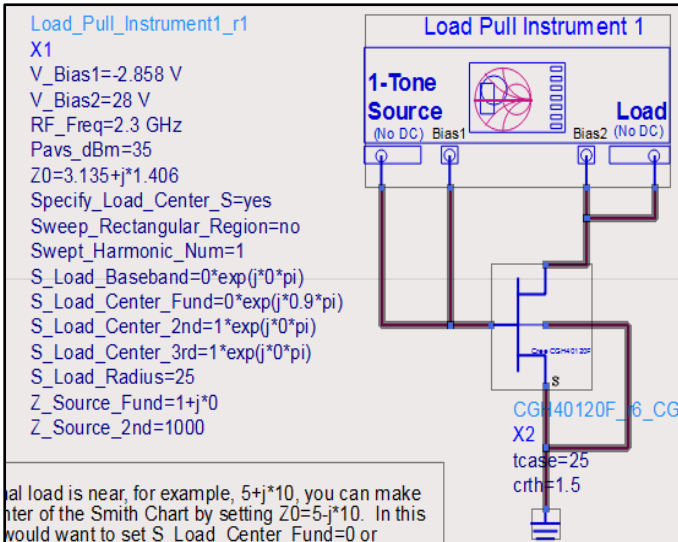 Load_Pull_Instrument1_r1
X1
V_Bias1=-2.858 V
V_Bias2=28 V
RF_Freq=2.3 GHz
Pavs_dBm=35
Z0=3.135+j*1.406
Specify_Load_Center_S=yes
Sweep_Rectangular_Region=no
Swept_Harmonic_Num=1
S_Load_Baseband=0*exp(j*0*pi)
S_Load_Center_Fund=0*exp(j*0.9*pi)
S_Load_Center_2nd=1*exp(j*0*pi)
S_Load_Center_3rd=1*exp(j*0*pi)
S_Load_Radius=25
Z_Source_Fund=1+j*0
Z_Source_2nd=1000
Load Pull Instrument 1
1-Tone
Source
(No DC)
Bias1
Bias2
Load
(No DC)
Cree CGH40120F
S
CGH40120F_r6_CG
X2
tcase=25
crth=1.5
al load is near, for example, 5+j*10, you can make
nter of the Smith Chart by setting Z0=5-j*10. In this
would want to set S_Load_Center_Fund=0 or